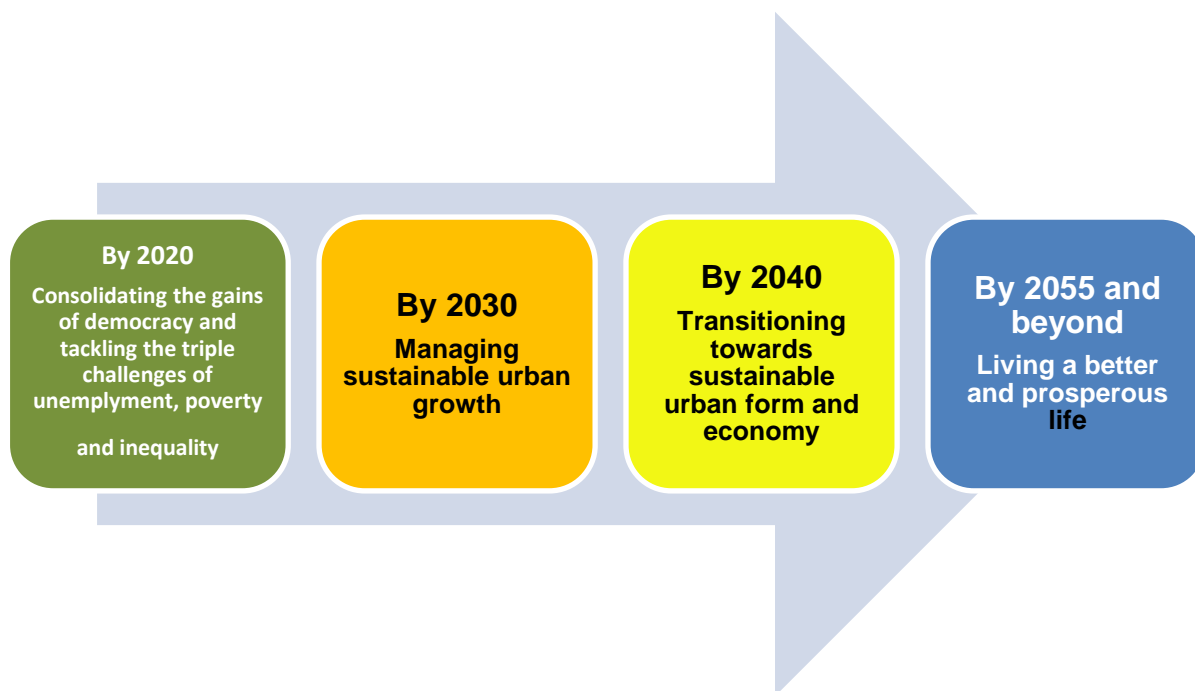 By 2020
Consolidating the gains
of democracy and
tackling the triple
challenges of
unemplyment, poverty
and inequality
By 2030
Managing
sustainable urban
growth
By 2040
Transitioning
towards
sustainable
urban form and
economy
By 2055 and
beyond
Living a better
and prosperous
life